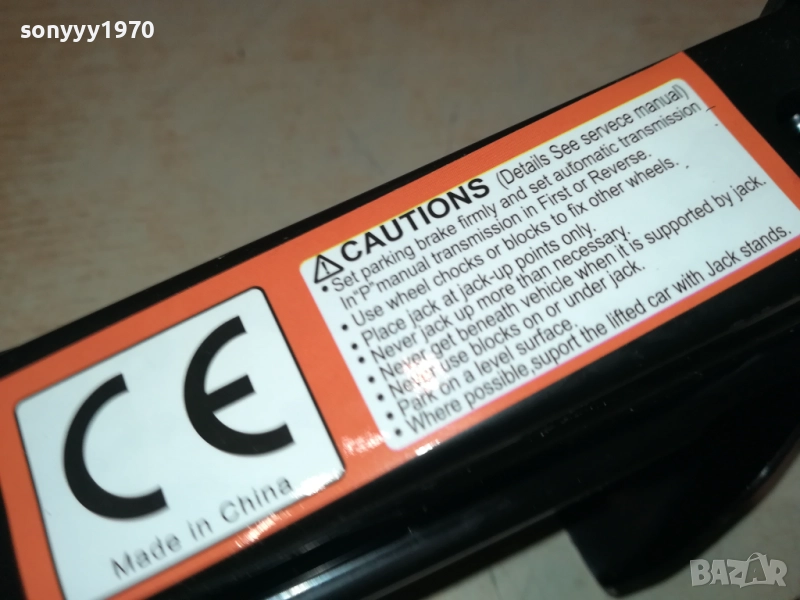 sonyyy1970
CAUTIONS (Details See servece manual)
• Set parking brake firmly and set automatic transmission
In"P"manual transmission in First or Reverse.
• Use wheel chocks or blocks to fix other wheels.
• Place jack at jack-up points only.
• Never jack up more than necessary.
• Never get beneath vehicle when it is supported by jack.
• Never use blocks on or under jack.
• Park on a level surface.
• Where possible,suport the lifted car with Jack stands.
CE
Made in China
BAZAR